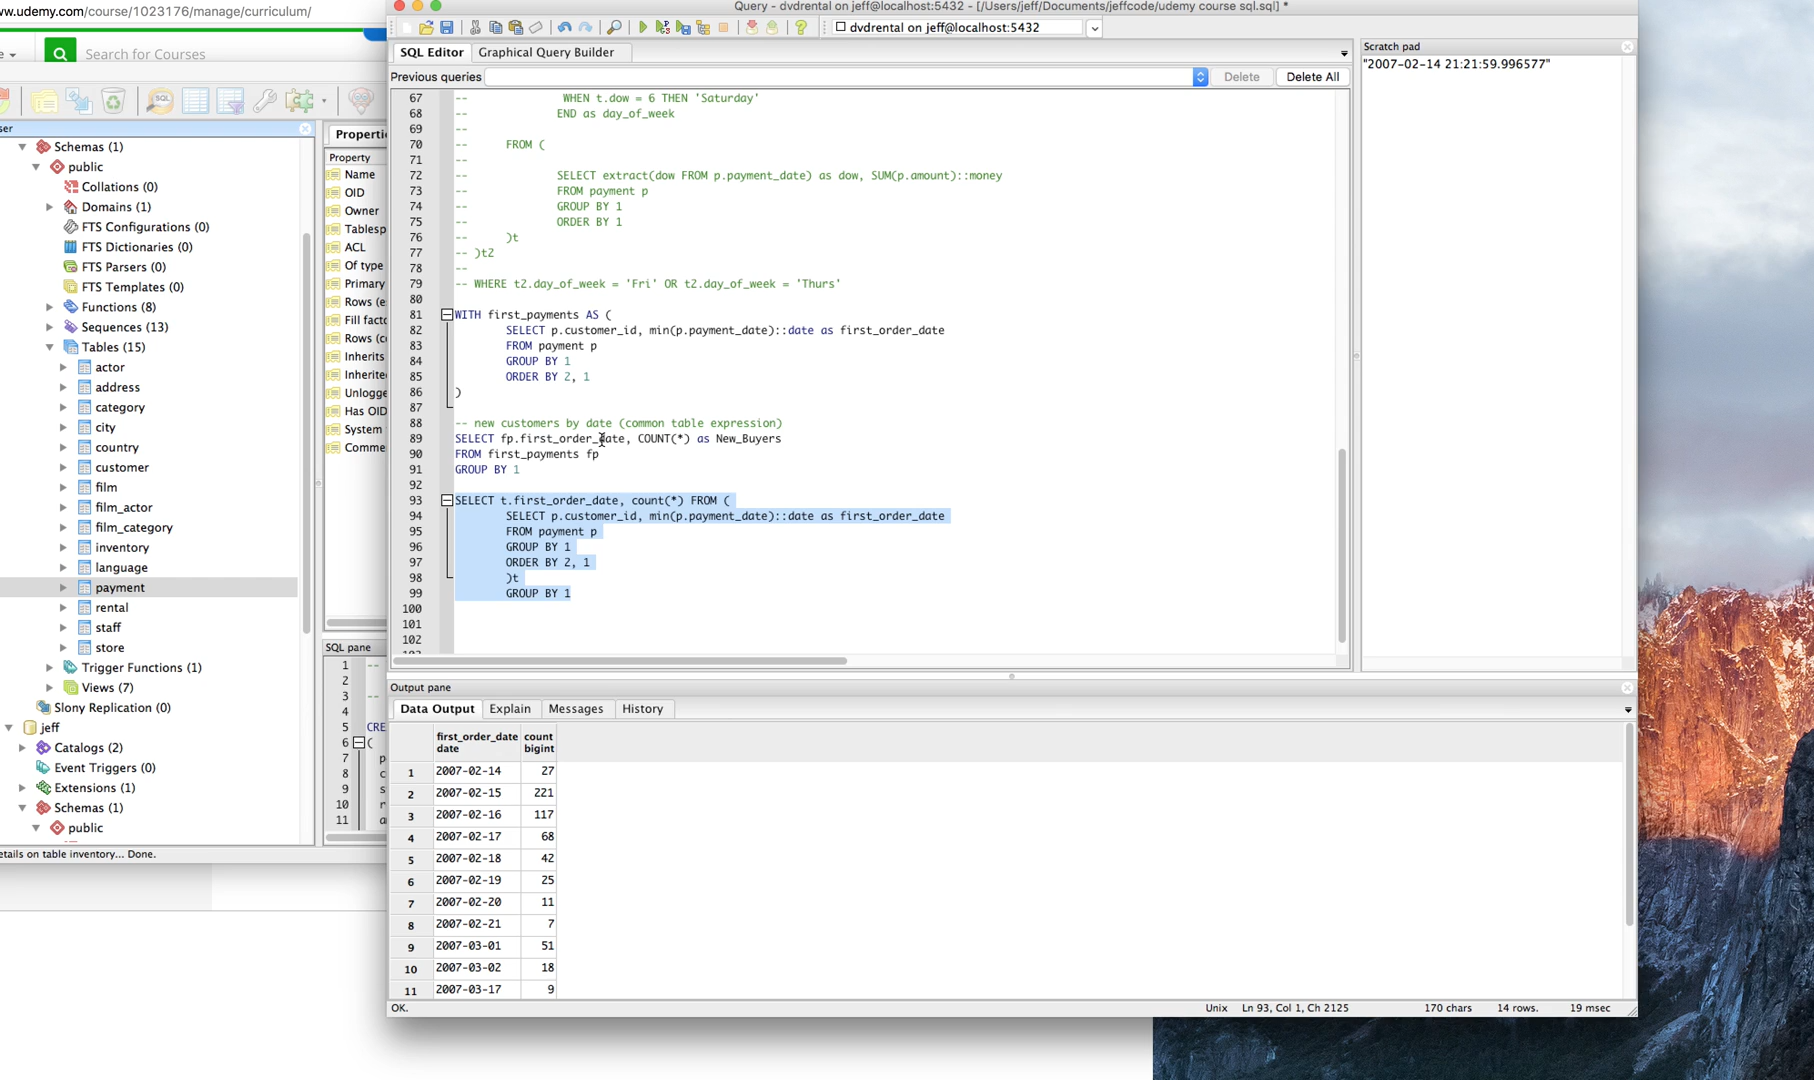 ww.udemy.com/course/1023176/manage/curriculum/
Search for Courses
Query - dvdrental on jeff@localhost:5432 - [/Users/jeff/Documents/jeffcode/udemy course sql.sql] *
dvdrental on jeff@localhost:5432
SQL Editor
Graphical Query Builder
Previous queries
Delete
Delete All
Scratch pad
"2007-02-14 21:21:59.996577"
Schemas (1)
public
Collations (0)
Domains (1)
FTS Configurations (0)
FTS Dictionaries (0)
FTS Parsers (0)
FTS Templates (0)
Functions (8)
Sequences (13)
Tables (15)
actor
address
category
city
country
customer
film
film_actor
film_category
inventory
language
payment
rental
staff
store
Trigger Functions (1)
Views (7)
Slony Replication (0)
jeff
Catalogs (2)
Event Triggers (0)
Extensions (1)
Schemas (1)
public
etails on table inventory... Done.
Properti
Property
Name
OID
Owner
Tablesp
ACL
Of type
Primary
Rows (e
Fill fact
Rows (c
Inherits
Inherite
Unlogge
Has OID
System
Comme
SQL pane
1 --
2
3 --
4
5 CRE
6 (
7
8
9
10
11
67 -- WHEN t.dow = 6 THEN 'Saturday'
68 -- END as day_of_week
69 --
70 -- FROM (
71 --
72 -- SELECT extract(dow FROM p.payment_date) as dow, SUM(p.amount)::money
73 -- FROM payment p
74 -- GROUP BY 1
75 -- ORDER BY 1
76 -- )t
77 -- )t2
78 --
79 -- WHERE t2.day_of_week = 'Fri' OR t2.day_of_week = 'Thurs'
80
81 WITH first_payments AS (
82 SELECT p.customer_id, min(p.payment_date)::date as first_order_date
83 FROM payment p
84 GROUP BY 1
85 ORDER BY 2, 1
86 )
87
88 -- new customers by date (common table expression)
89 SELECT fp.first_order_date, COUNT(*) as New_Buyers
90 FROM first_payments fp
91 GROUP BY 1
92
93 SELECT t.first_order_date, count(*) FROM (
94 SELECT p.customer_id, min(p.payment_date)::date as first_order_date
95 FROM payment p
96 GROUP BY 1
97 ORDER BY 2, 1
98 )t
99 GROUP BY 1
100
101
102
Output pane
Data Output
Explain
Messages
History
first_order_date count
date bigint
1 2007-02-14 27
2 2007-02-15 221
3 2007-02-16 117
4 2007-02-17 68
5 2007-02-18 42
6 2007-02-19 25
7 2007-02-20 11
8 2007-02-21 7
9 2007-03-01 51
10 2007-03-02 18
11 2007-03-17 9
OK.
Unix
Ln 93, Col 1, Ch 2125
170 chars
14 rows.
19 msec